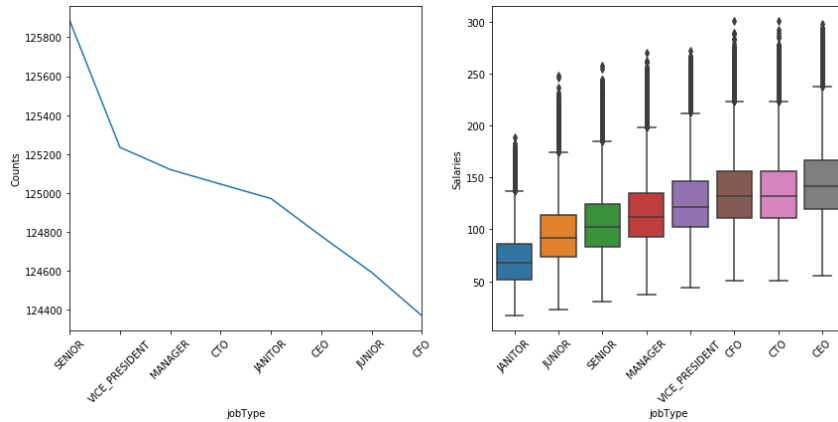 125800
125600
125400
125200
125000
124800
124600
124400
Counts
SENIOR
VICE_PRESIDENT
MANAGER
CTO
JANITOR
CEO
JUNIOR
CFO
jobType
300
250
200
150
100
50
Salaries
JANITOR
JUNIOR
SENIOR
MANAGER
VICE_PRESIDENT
CFO
CTO
CEO
jobType